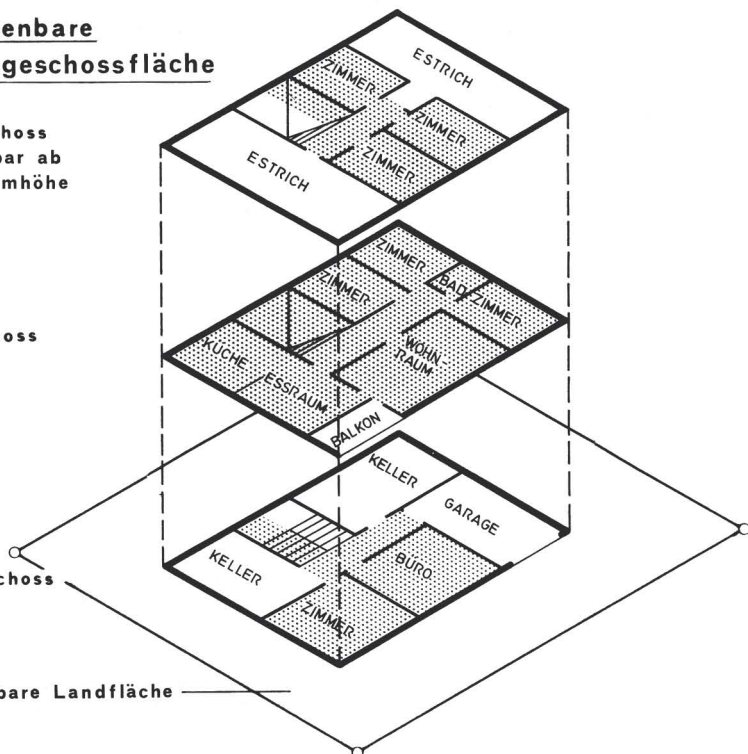 enbare
geschossfläche
hoss
bar ab
mhöhe
ESTRICH
ZIMMER
ZIMMER
ZIMMER
ESTRICH
oss
ZIMMER
BAD
ZIMMER
ZIMMER
WOHN-
RAUM
KÜCHE
ESSRAUM
BALKON
KELLER
GARAGE
BÜRO
KELLER
ZIMMER
choss
bare Landfläche